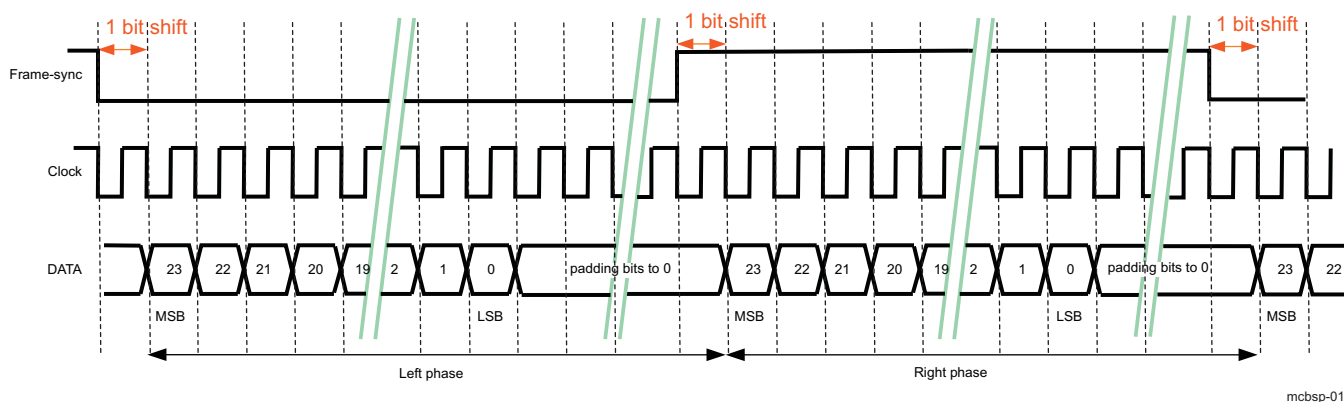 1 bit shift 1 bit shift 1 bit shift
Frame-sync
Clock
DATA 23 22 21 20 19 2 1 0 padding bits to 0 23 22 21 20 19 2 1 0 padding bits to 0 23 22
MSB LSB MSB LSB MSB
Left phase Right phase
mcbsp-01